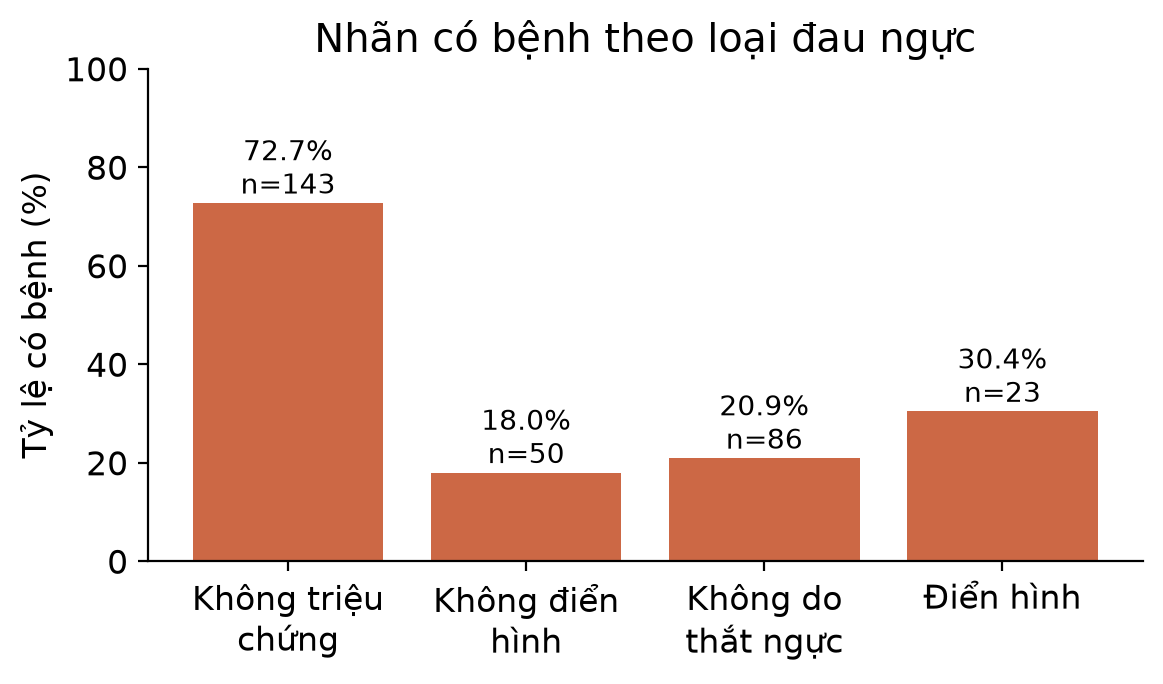 Nhãn có bệnh theo loại đau ngực
Tỷ lệ có bệnh (%)
100
80
60
40
20
0
72.7%
n=143
18.0%
n=50
20.9%
n=86
30.4%
n=23
Không triệu
chứng
Không điển
hình
Không do
thắt ngực
Điển hình